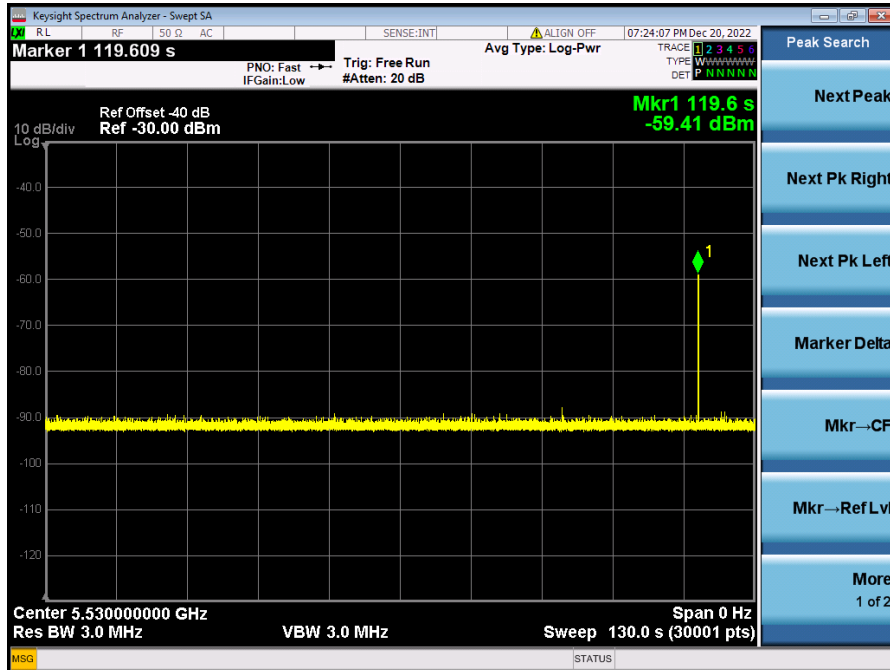 Keysight Spectrum Analyzer - Swept SA
LXI RL RF 50 Ω AC SENSE:INT ALIGN OFF 07:24:07 PM Dec 20, 2022
Marker 1 119.609 s
PNO: Fast
IFGain:Low
Trig: Free Run
#Atten: 20 dB
Avg Type: Log-Pwr
TRACE 1 2 3 4 5 6
TYPE WWWWWW
DET P N N N N N
Peak Search
Mkr1 119.6 s
-59.41 dBm
Ref Offset -40 dB
10 dB/div Ref -30.00 dBm
Log
-40.0
-50.0
-60.0
-70.0
-80.0
-90.0
-100
-110
-120
1
Center 5.530000000 GHz Span 0 Hz
Res BW 3.0 MHz VBW 3.0 MHz Sweep 130.0 s (30001 pts)
Next Peak
Next Pk Right
Next Pk Left
Marker Delta
Mkr→CF
Mkr→Ref Lvl
More
1 of 2
MSG STATUS